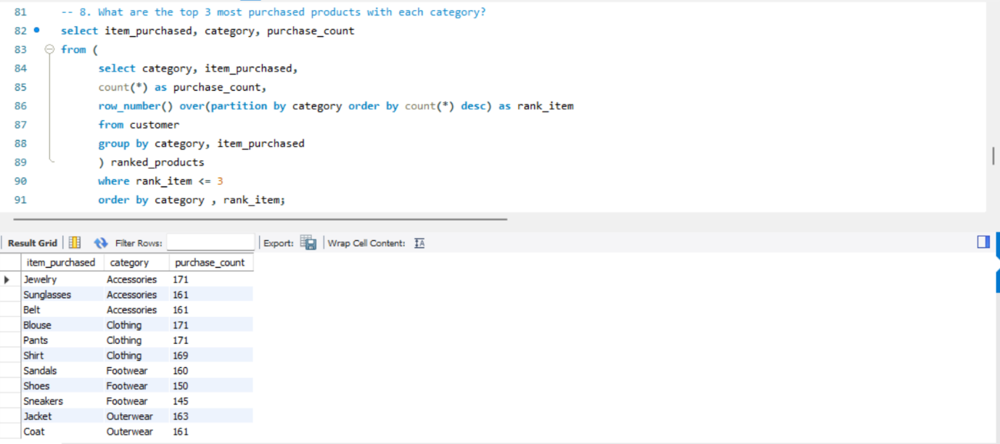 81 -- 8. What are the top 3 most purchased products with each category?
82 select item_purchased, category, purchase_count
83 from (
84 select category, item_purchased,
85 count(*) as purchase_count,
86 row_number() over(partition by category order by count(*) desc) as rank_item
87 from customer
88 group by category, item_purchased
89 ) ranked_products
90 where rank_item <= 3
91 order by category , rank_item;
Result Grid Filter Rows: Export: Wrap Cell Content: IA
item_purchased category purchase_count
Jewelry Accessories 171
Sunglasses Accessories 161
Belt Accessories 161
Blouse Clothing 171
Pants Clothing 171
Shirt Clothing 169
Sandals Footwear 160
Shoes Footwear 150
Sneakers Footwear 145
Jacket Outerwear 163
Coat Outerwear 161